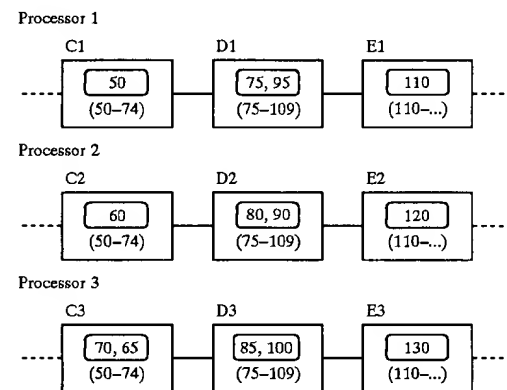 Processor 1
C1 D1 E1
50 75, 95 110
(50–74) (75–109) (110–...)
Processor 2
C2 D2 E2
60 80, 90 120
(50–74) (75–109) (110–...)
Processor 3
C3 D3 E3
70, 65 85, 100 130
(50–74) (75–109) (110–...)